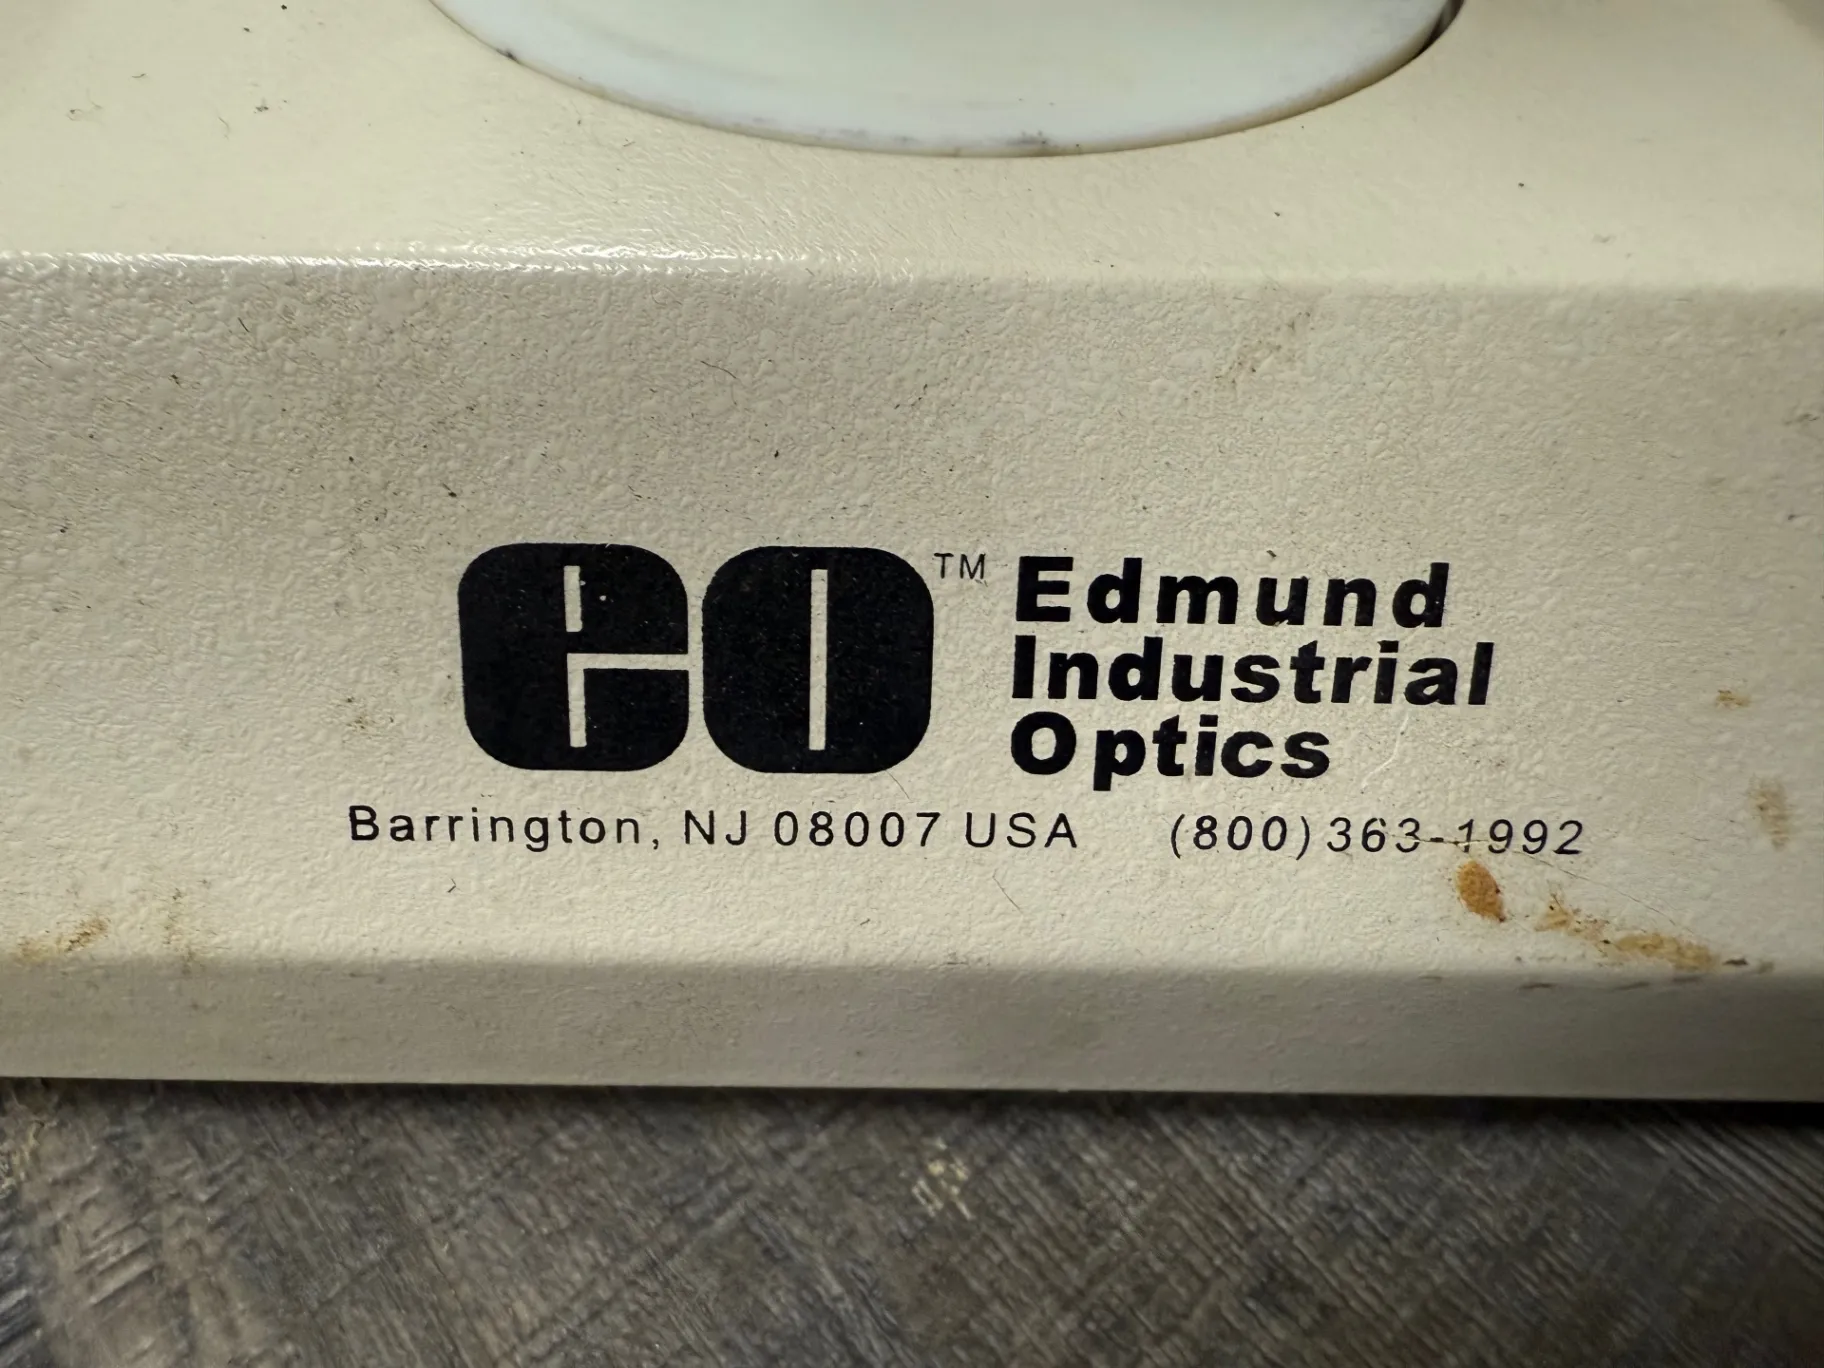 eo™
Edmund
Industrial
Optics
Barrington, NJ 08007 USA (800) 363-1992